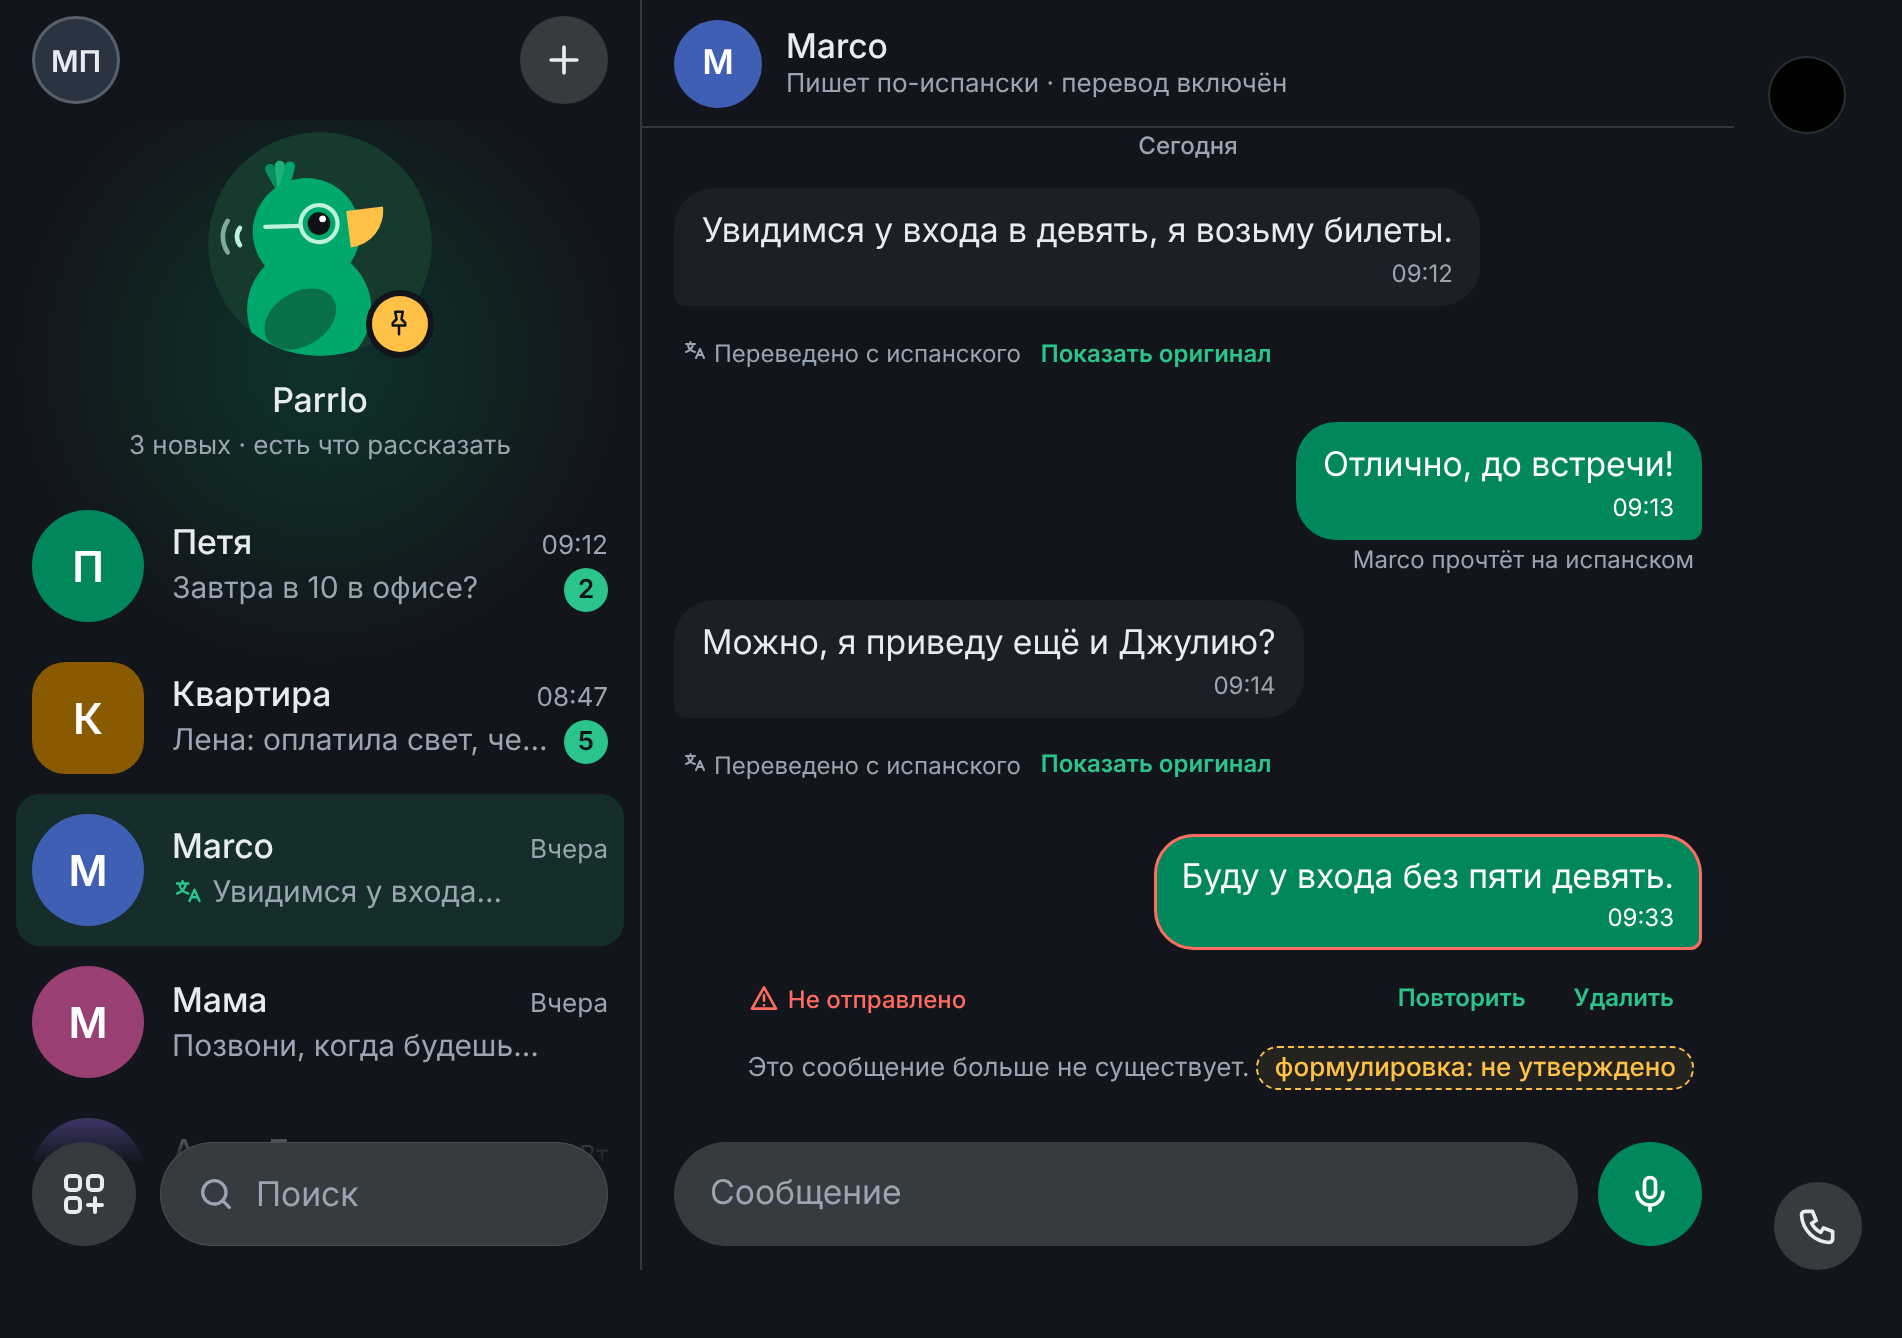 МП
Parrlo
3 новых · есть что рассказать
П
Петя
09:12
Завтра в 10 в офисе?
2
К
Квартира
08:47
Лена: оплатила свет, че...
5
M
Marco
Вчера
Увидимся у входа...
М
Мама
Вчера
Позвони, когда будешь...
Вт
Поиск
M
Marco
Пишет по-испански · перевод включён
Сегодня
Увидимся у входа в девять, я возьму билеты.
09:12
Переведено с испанского Показать оригинал
Отлично, до встречи!
09:13
Marco прочтёт на испанском
Можно, я приведу ещё и Джулию?
09:14
Переведено с испанского Показать оригинал
Буду у входа без пяти девять.
09:33
Не отправлено
Повторить
Удалить
Это сообщение больше не существует. формулировка: не утверждено
Сообщение